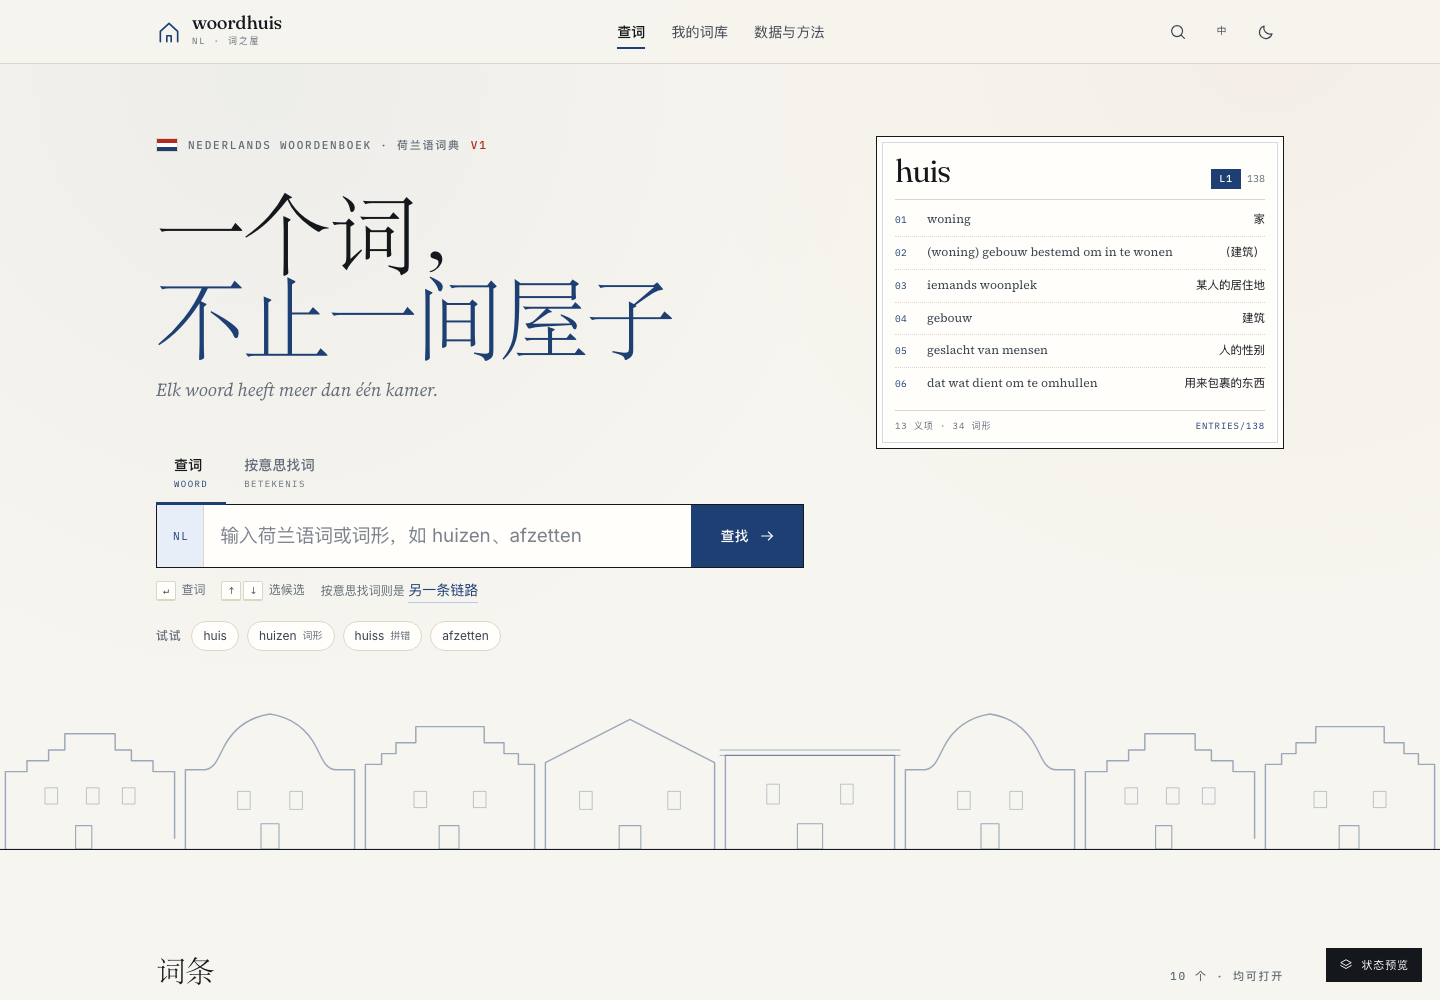 woordhuis
NL · 词之屋
查词 我的词库 数据与方法
中
NEDERLANDS WOORDENBOEK · 荷兰语词典 V1
一个词，
不止一间屋子
Elk woord heeft meer dan één kamer.
huis
L1 138
01 woning 家
02 (woning) gebouw bestemd om in te wonen （建筑）
03 iemands woonplek 某人的居住地
04 gebouw 建筑
05 geslacht van mensen 人的性别
06 dat wat dient om te omhullen 用来包裹的东西
13 义项 · 34 词形 ENTRIES/138
查词 按意思找词
WOORD BETEKENIS
NL 输入荷兰语词或词形，如 huizen、afzetten 查找 →
↵ 查词 ↑ ↓ 选候选 按意思找词则是 另一条链路
试试 huis huizen 词形 huiss 拼错 afzetten
词条
10 个 · 均可打开
状态预览